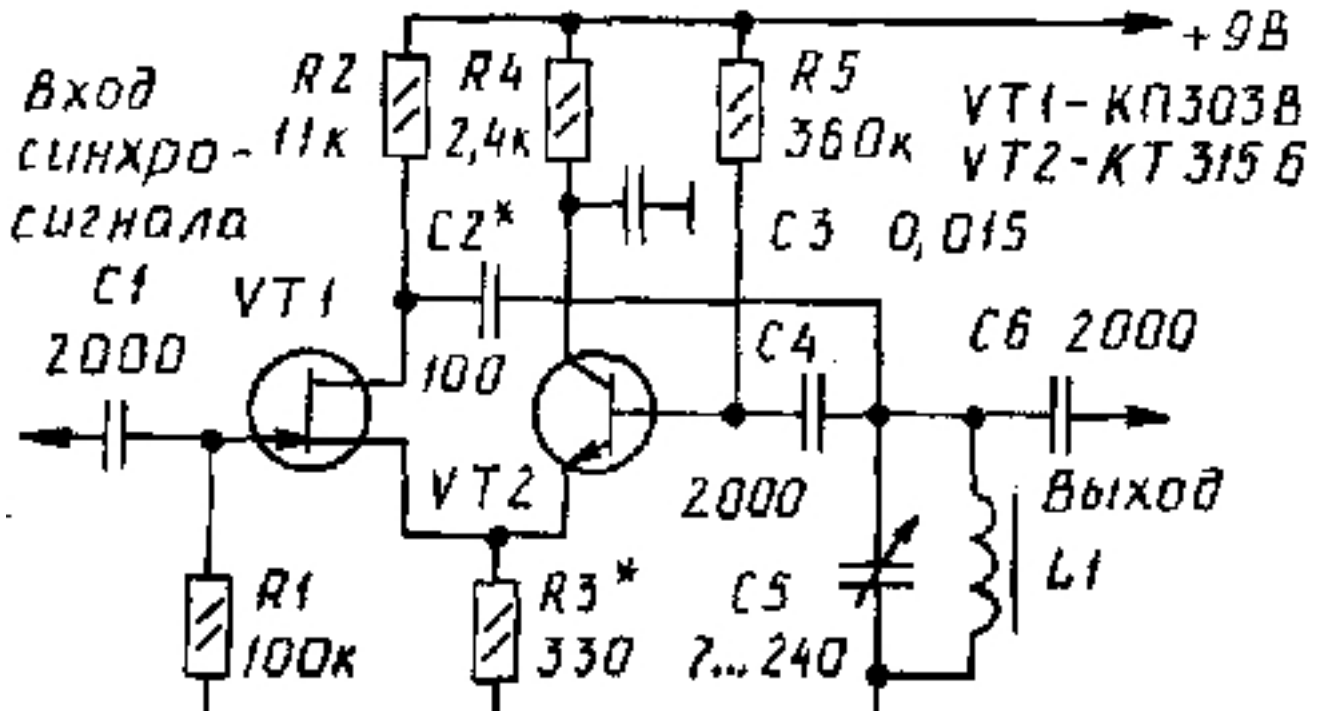 +9В
Вход
синхро-
сигнала
R2
11к
R4
2,4к
R5
360к
VT1-КП303В
VT2-КТ315Б
C1
2000
VT1
C2*
100
C3 0,015
C4
2000
C6 2000
VT2
Выход
R1
100к
R3*
330
C5
7...240
L1